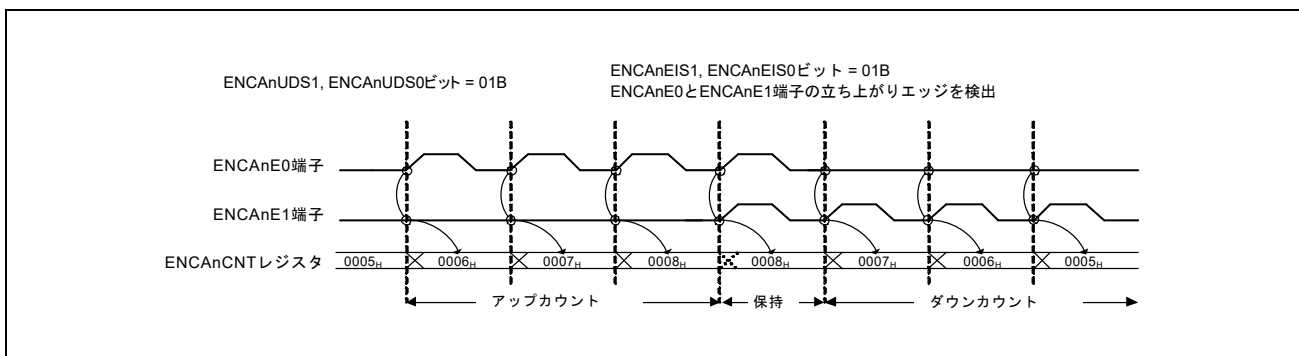 ENCAnUDS1, ENCAnUDS0ビット = 01B
ENCAnEIS1, ENCAnEIS0ビット = 01B
ENCAnE0とENCAnE1端子の立ち上がりエッジを検出
ENCAnE0端子
ENCAnE1端子
ENCAnCNTレジスタ 0005H 0006H 0007H 0008H 0008H 0007H 0006H 0005H
アップカウント 保持 ダウンカウント